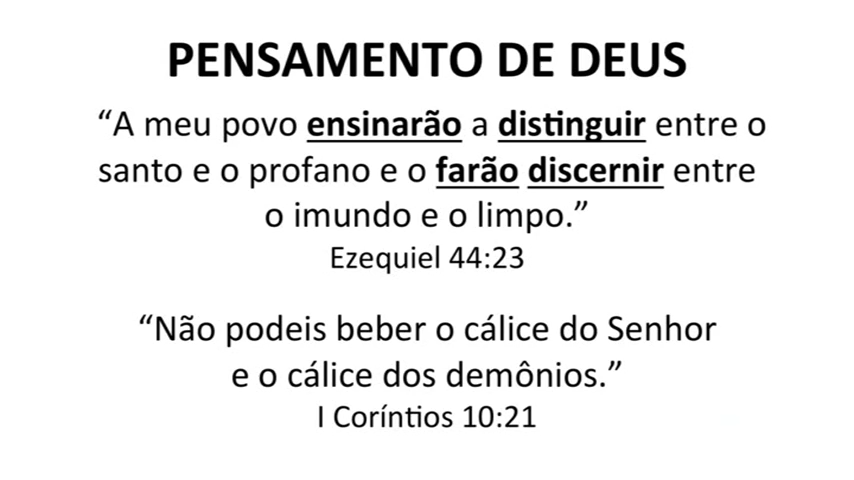 PENSAMENTO DE DEUS
“A meu povo ensinarão a distinguir entre o
santo e o profano e o farão discernir entre
o imundo e o limpo.”
Ezequiel 44:23
“Não podeis beber o cálice do Senhor
e o cálice dos demônios.”
I Coríntios 10:21